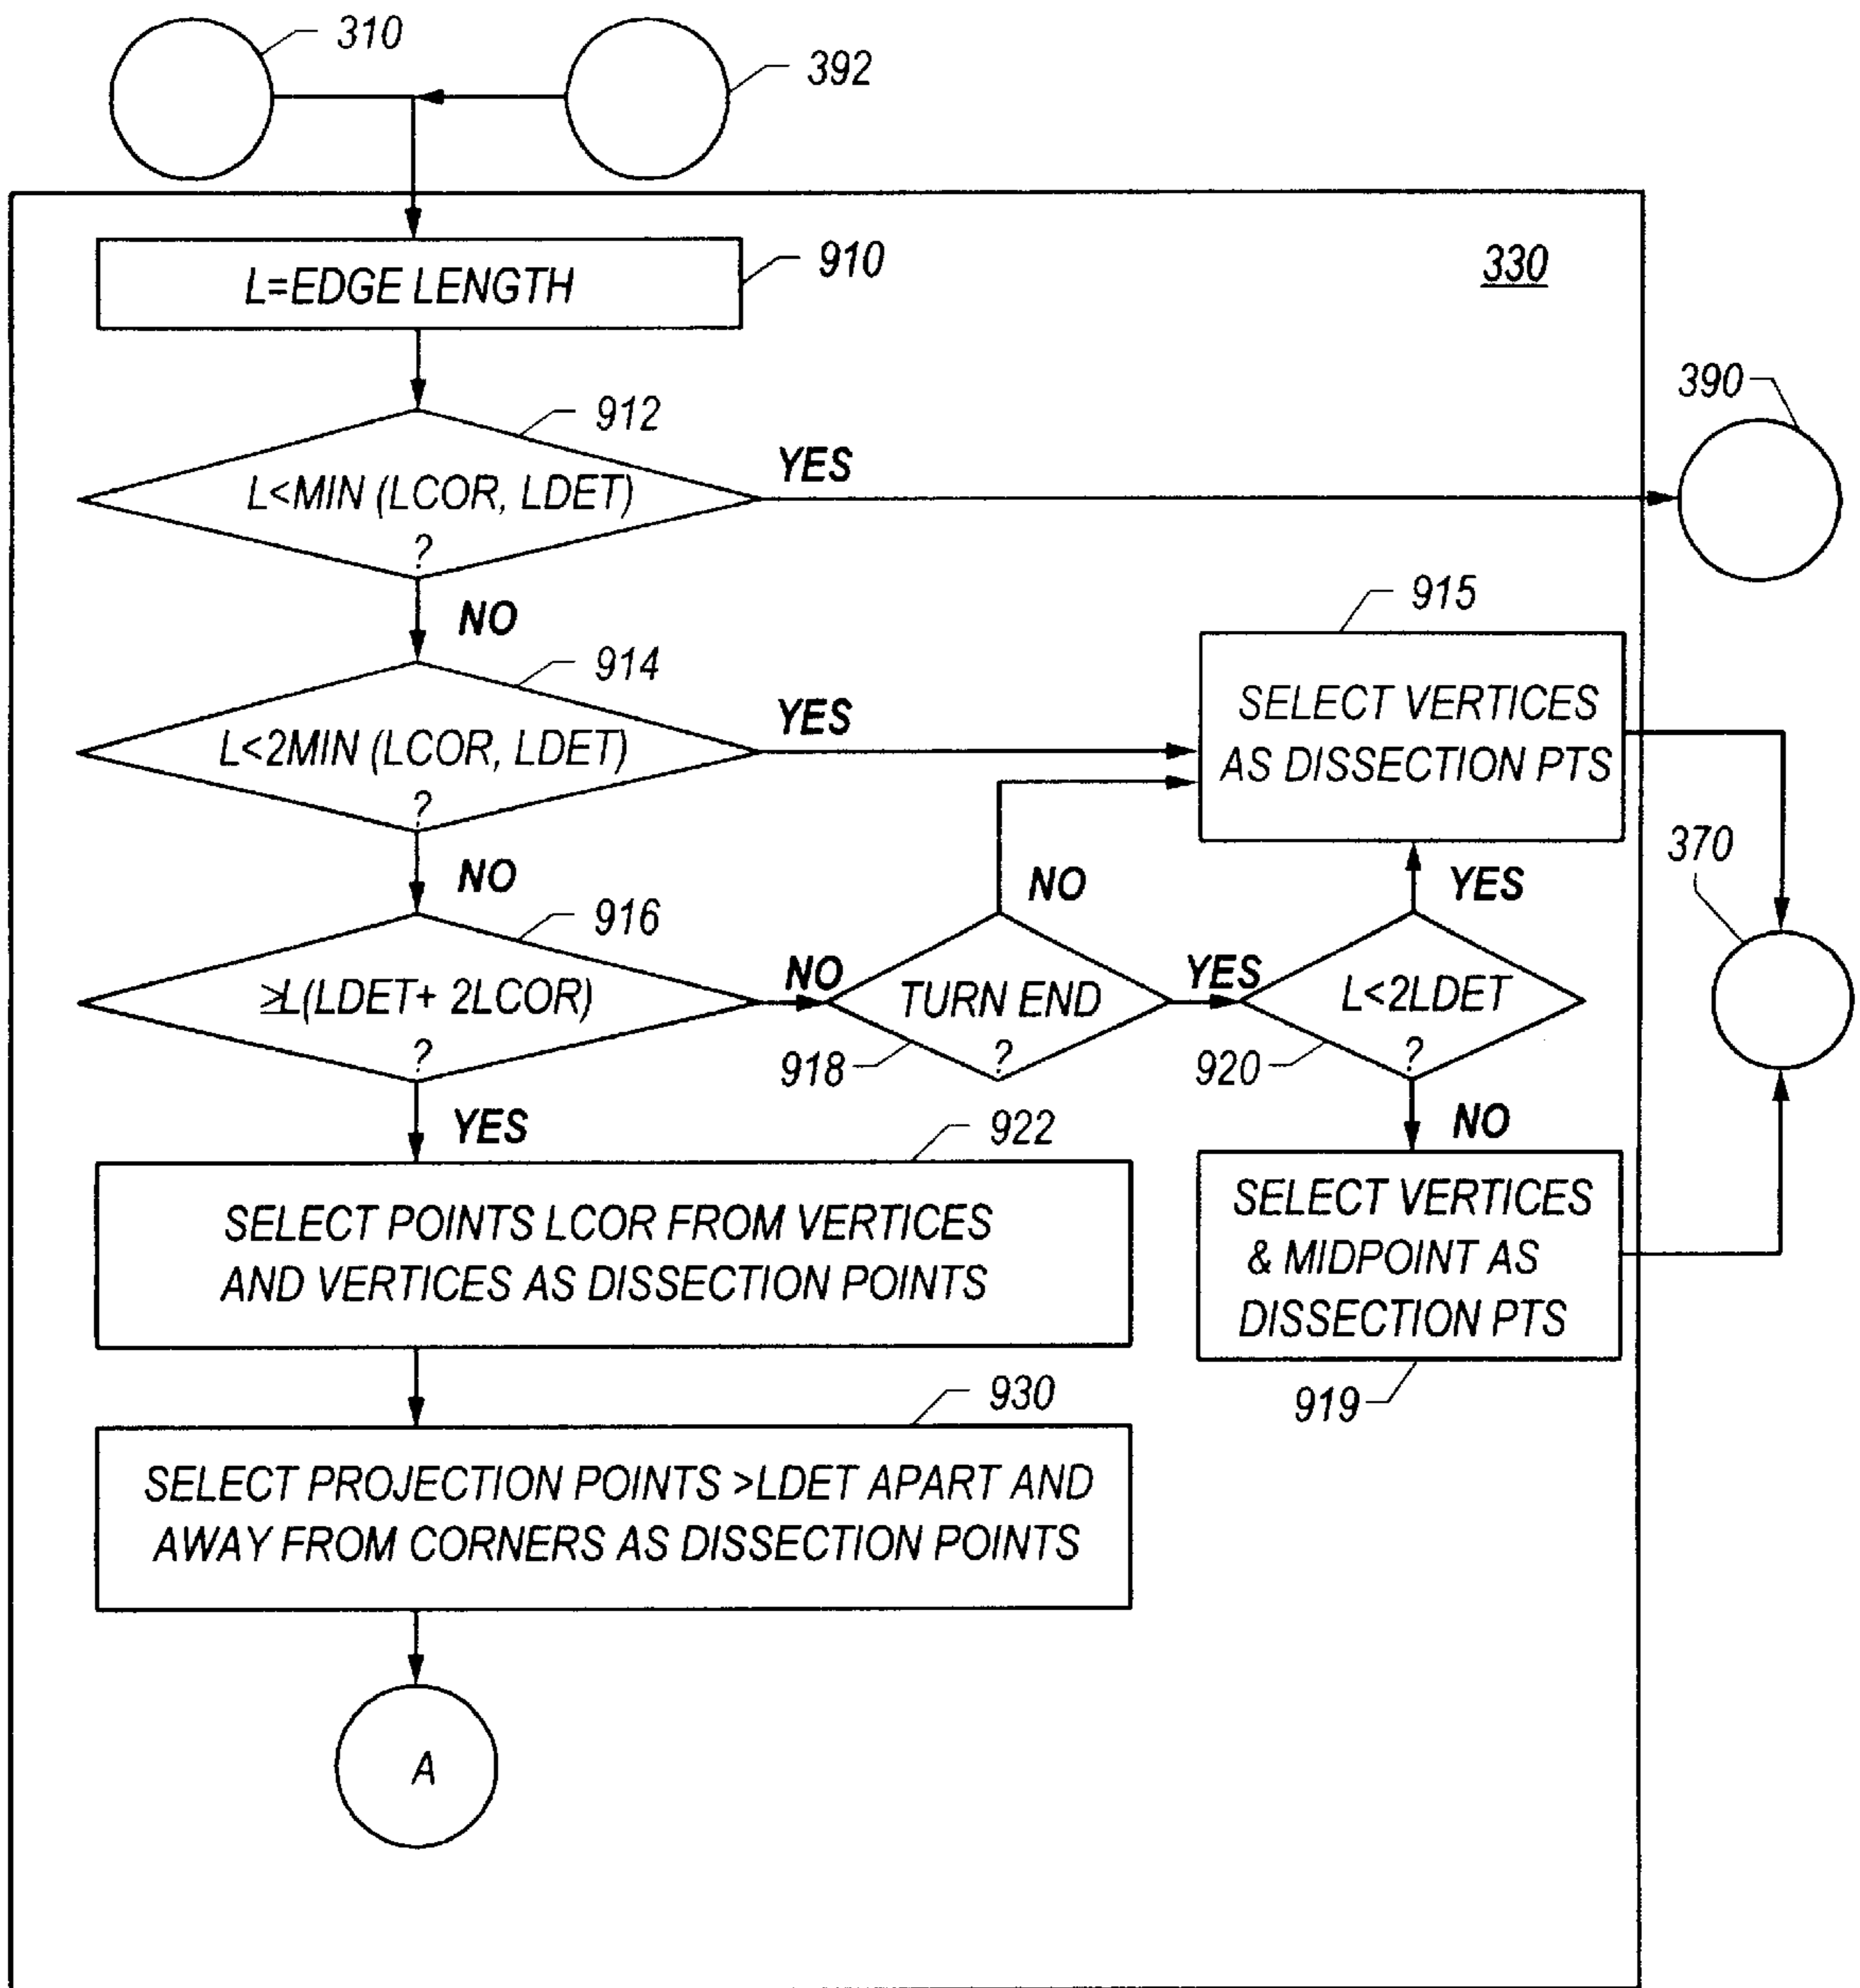 310
392
L=EDGE LENGTH
910
330
912
L<MIN (LCOR, LDET)
?
YES
390
NO
914
L<2MIN (LCOR, LDET)
?
YES
915
SELECT VERTICES
AS DISSECTION PTS
370
NO
NO
YES
916
≥L(LDET+ 2LCOR)
?
NO
TURN END
?
918
YES
L<2LDET
?
920
YES
NO
922
SELECT POINTS LCOR FROM VERTICES
AND VERTICES AS DISSECTION POINTS
SELECT VERTICES
& MIDPOINT AS
DISSECTION PTS
919
930
SELECT PROJECTION POINTS >LDET APART AND
AWAY FROM CORNERS AS DISSECTION POINTS
A